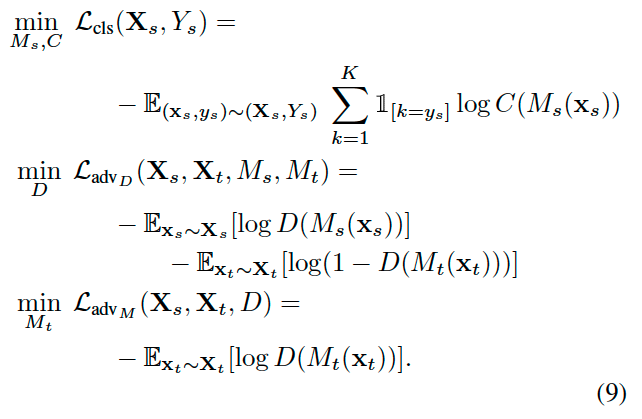 min_{M_s,C} ℒ_cls(𝐗_s, Y_s) =
− 𝔼_{(𝐱_s,y_s)∼(𝐗_s,Y_s)} ∑_{k=1}^{K} 𝟙_{[k=y_s]} log C(M_s(𝐱_s))
min_D ℒ_{adv_D}(𝐗_s, 𝐗_t, M_s, M_t) =
− 𝔼_{𝐱_s∼𝐗_s}[log D(M_s(𝐱_s))]
− 𝔼_{𝐱_t∼𝐗_t}[log(1 − D(M_t(𝐱_t)))]
min_{M_t} ℒ_{adv_M}(𝐗_s, 𝐗_t, D) =
− 𝔼_{𝐱_t∼𝐗_t}[log D(M_t(𝐱_t))].
(9)